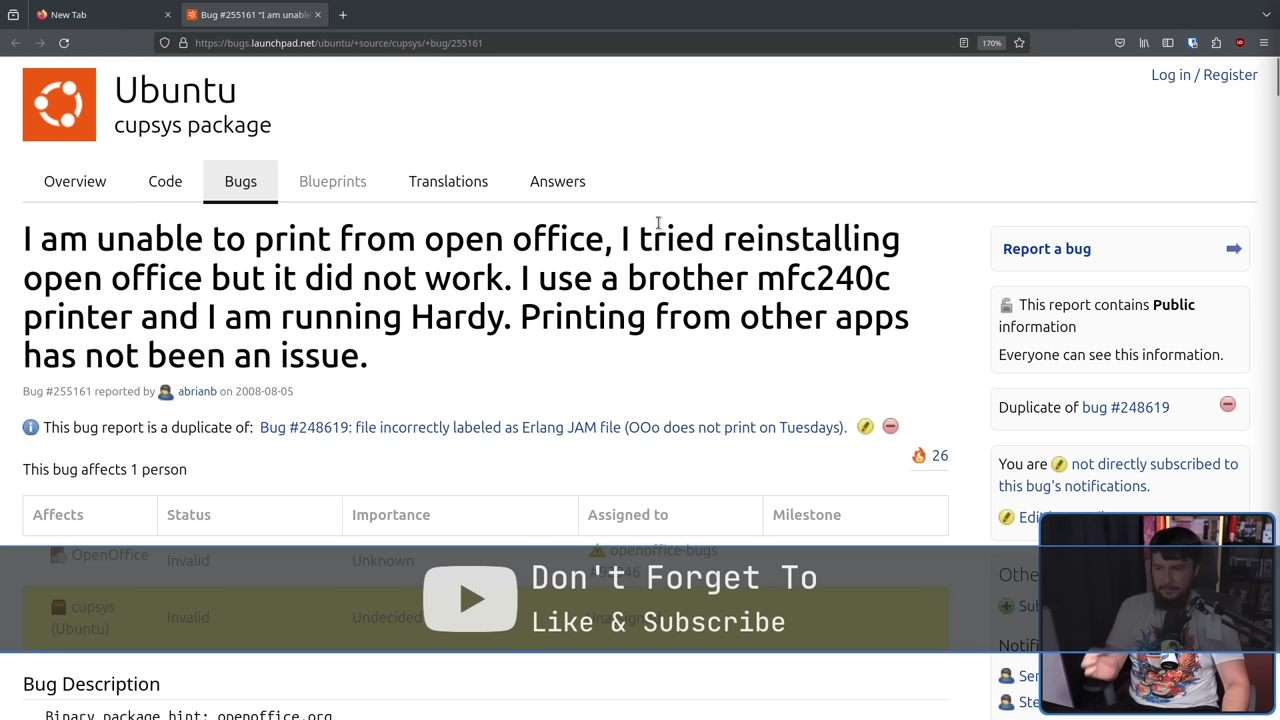 New Tab
Bug #255161 “I am unable
https://bugs.launchpad.net/ubuntu/+source/cupsys/+bug/255161
170%
Log in / Register
Ubuntu
cupsys package
Overview
Code
Bugs
Blueprints
Translations
Answers
I am unable to print from open office, I tried reinstalling
open office but it did not work. I use a brother mfc240c
printer and I am running Hardy. Printing from other apps
has not been an issue.
Bug #255161 reported by abrianb on 2008-08-05
This bug report is a duplicate of: Bug #248619: file incorrectly labeled as Erlang JAM file (OOo does not print on Tuesdays).
26
This bug affects 1 person
Affects
Status
Importance
Assigned to
Milestone
OpenOffice
Invalid
Unknown
openoffice-bugs
cupsys
(Ubuntu)
Invalid
Undecided
Don't Forget To
Like & Subscribe
Bug Description
Binary package hint: openoffice.org
Report a bug
This report contains Public
information
Everyone can see this information.
Duplicate of bug #248619
You are not directly subscribed to
this bug's notifications.